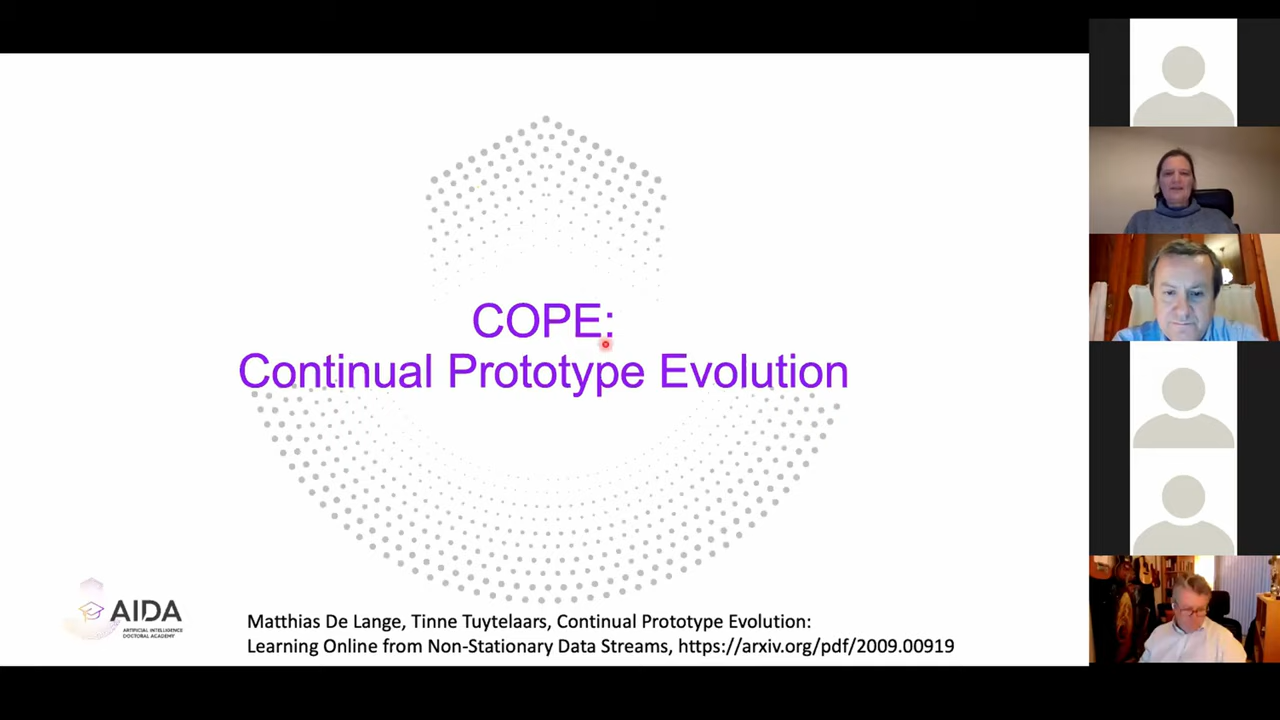 COPE:
Continual Prototype Evolution
AIDA
ARTIFICIAL INTELLIGENCE
DOCTORAL ACADEMY
Matthias De Lange, Tinne Tuytelaars, Continual Prototype Evolution:
Learning Online from Non-Stationary Data Streams, https://arxiv.org/pdf/2009.00919